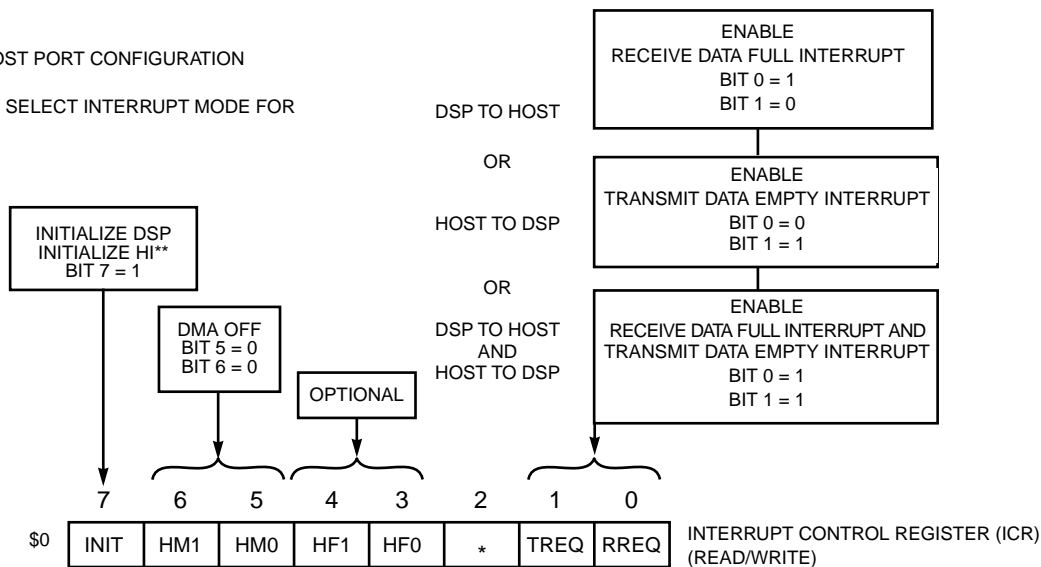 OST PORT CONFIGURATION
SELECT INTERRUPT MODE FOR
DSP TO HOST
ENABLE
RECEIVE DATA FULL INTERRUPT
BIT 0 = 1
BIT 1 = 0
OR
HOST TO DSP
ENABLE
TRANSMIT DATA EMPTY INTERRUPT
BIT 0 = 0
BIT 1 = 1
OR
DSP TO HOST
AND
HOST TO DSP
ENABLE
RECEIVE DATA FULL INTERRUPT AND
TRANSMIT DATA EMPTY INTERRUPT
BIT 0 = 1
BIT 1 = 1
INITIALIZE DSP
INITIALIZE HI**
BIT 7 = 1
DMA OFF
BIT 5 = 0
BIT 6 = 0
OPTIONAL
7 6 5 4 3 2 1 0
$0 INIT HM1 HM0 HF1 HF0 * TREQ RREQ
INTERRUPT CONTROL REGISTER (ICR)
(READ/WRITE)